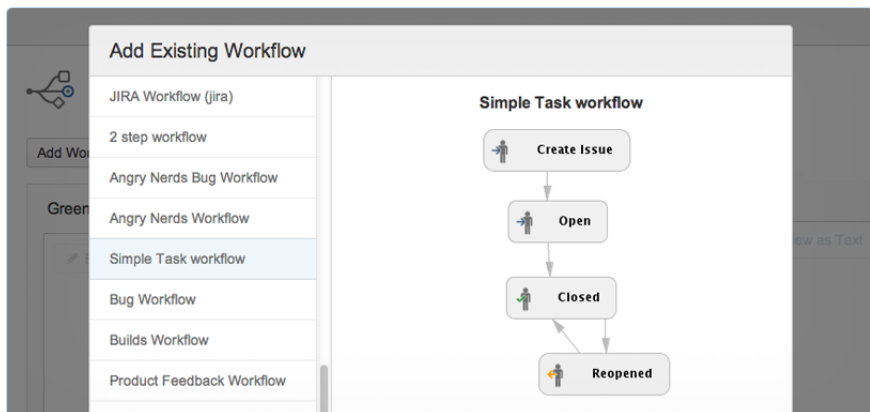 Add Existing Workflow
JIRA Workflow (jira)
2 step workflow
Angry Nerds Bug Workflow
Angry Nerds Workflow
Simple Task workflow
Bug Workflow
Builds Workflow
Product Feedback Workflow
Simple Task workflow
Create Issue
Open
Closed
Reopened
Add Wo
Green
as Text